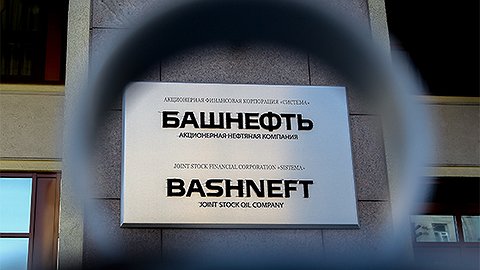 АКЦИОНЕРНАЯ ФИНАНСОВАЯ КОРПОРАЦИЯ «СИСТЕМА»
БАШНЕФТЬ
АКЦИОНЕРНАЯ НЕФТЯНАЯ КОМПАНИЯ
JOINT STOCK FINANCIAL CORPORATION «SISTEMA»
BASHNEFT
JOINT STOCK OIL COMPANY